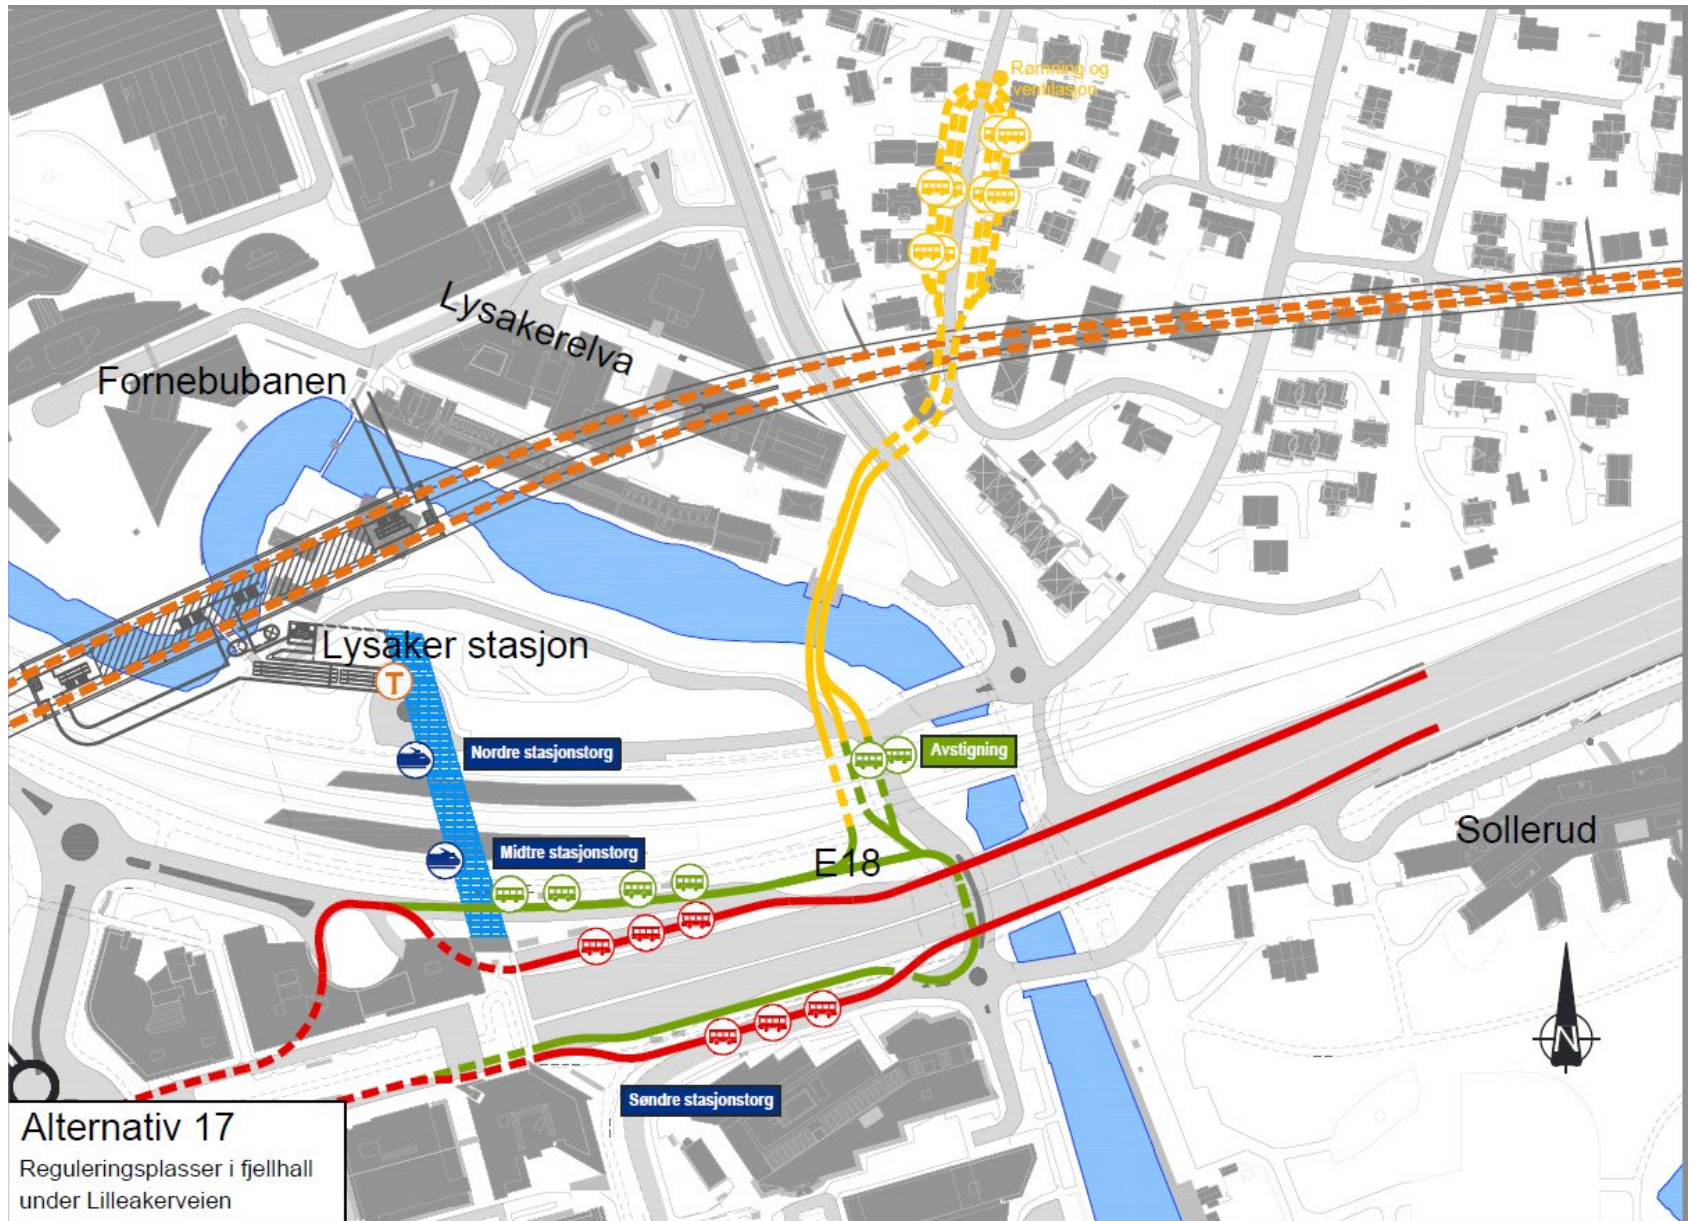 Rømning og
ventilasjon
Lysakerelva
Fornebubanen
Lysaker stasjon
T
Nordre stasjonstorg
Avstigning
Midtre stasjonstorg
E18
Sollerud
N
Søndre stasjonstorg
Alternativ 17
Reguleringsplasser i fjellhall
under Lilleakerveien